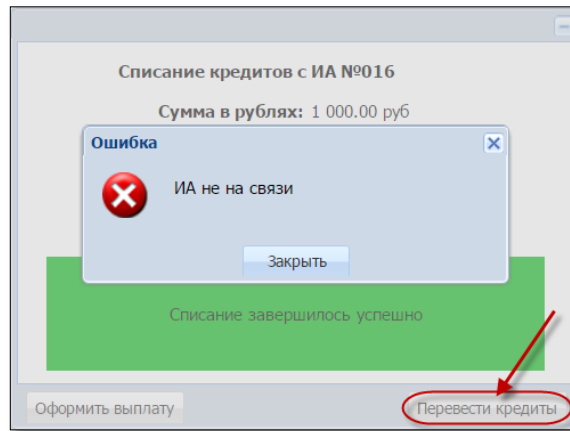 Списание кредитов с ИА №016
Сумма в рублях: 1 000.00 руб
Ошибка
ИА не на связи
Закрыть
Списание завершилось успешно
Оформить выплату
Перевести кредиты